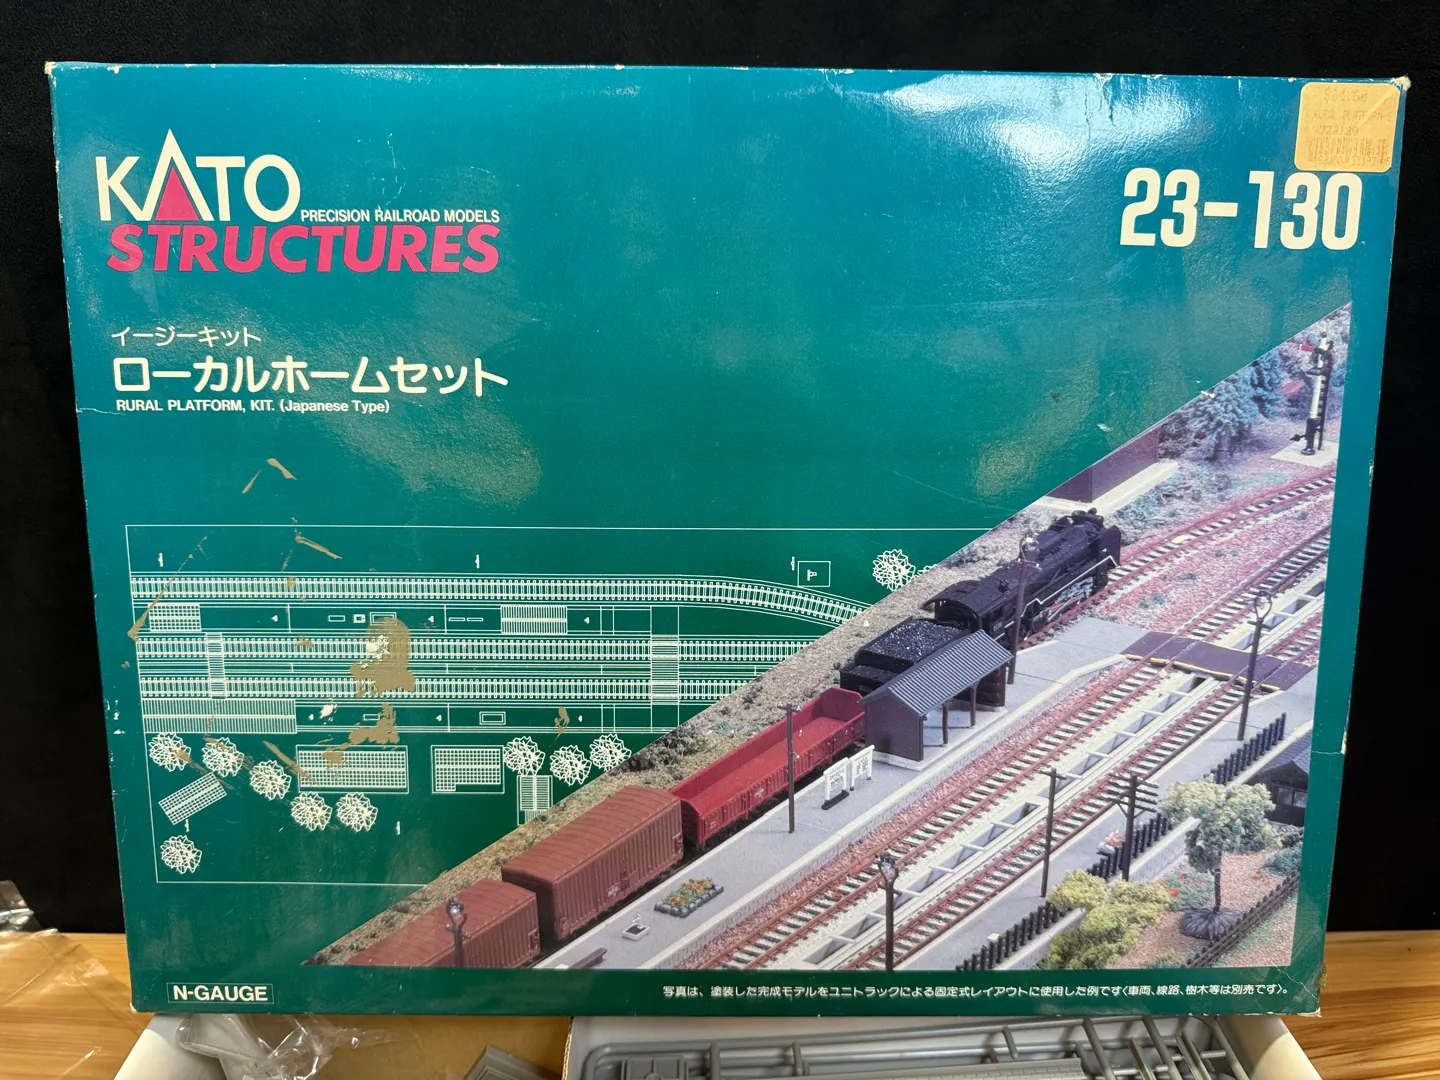 KATO
PRECISION RAILROAD MODELS
STRUCTURES
23-130
イージーキット
ローカルホームセット
RURAL PLATFORM, KIT. (Japanese Type)
N-GAUGE
写真は、塗装した完成モデルをユニトラックによる固定式レイアウトに使用した例です〈車両、線路、樹木等は別売です〉。